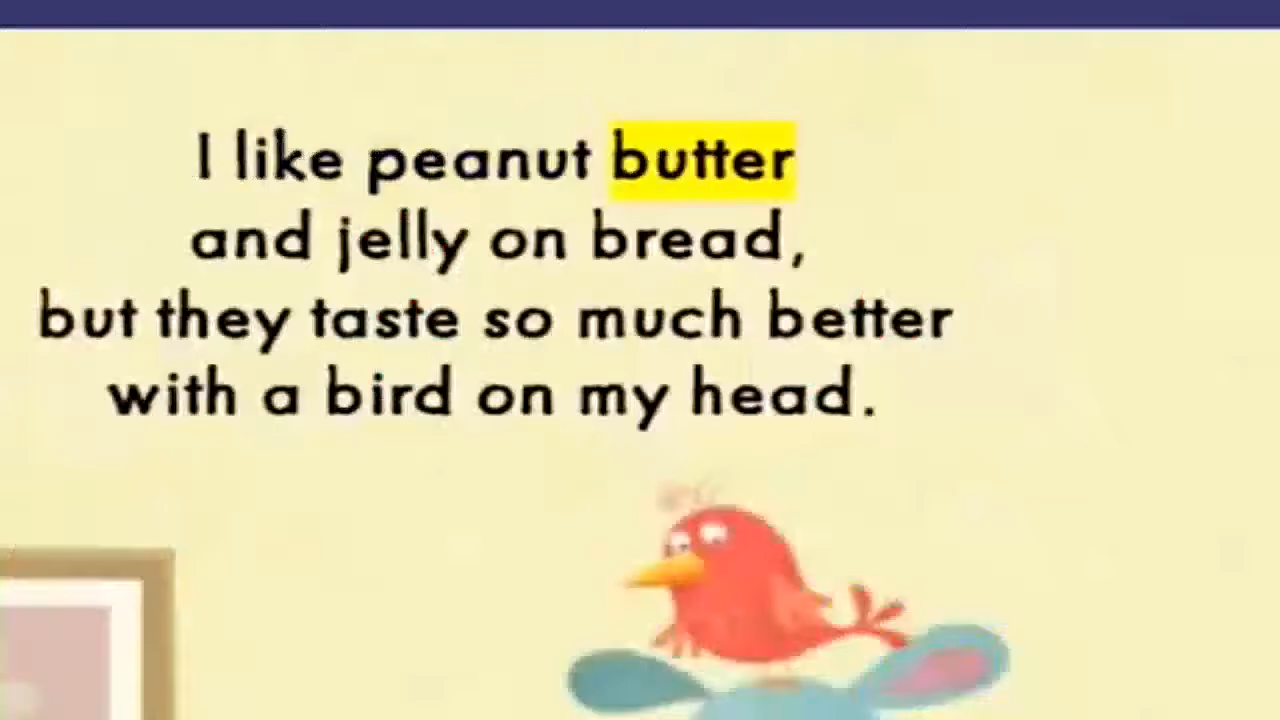 I like peanut butter
and jelly on bread,
but they taste so much better
with a bird on my head.